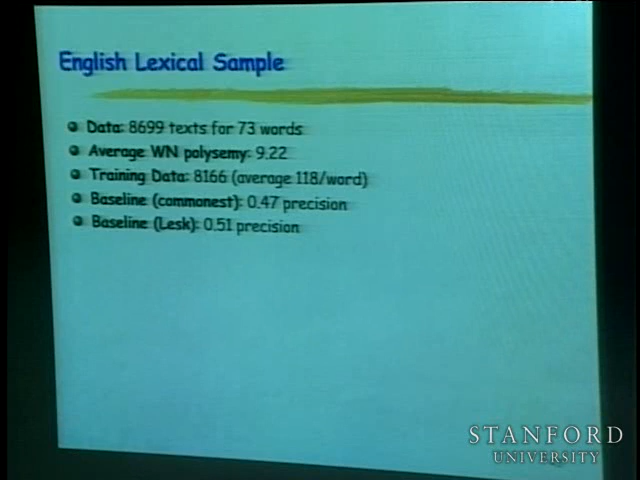 English Lexical Sample
Data: 8699 texts for 73 words
Average WN polysemy: 9.22
Training Data: 8166 (average 118/word)
Baseline (commonest): 0.47 precision
Baseline (Lesk): 0.51 precision
STANFORD
UNIVERSITY